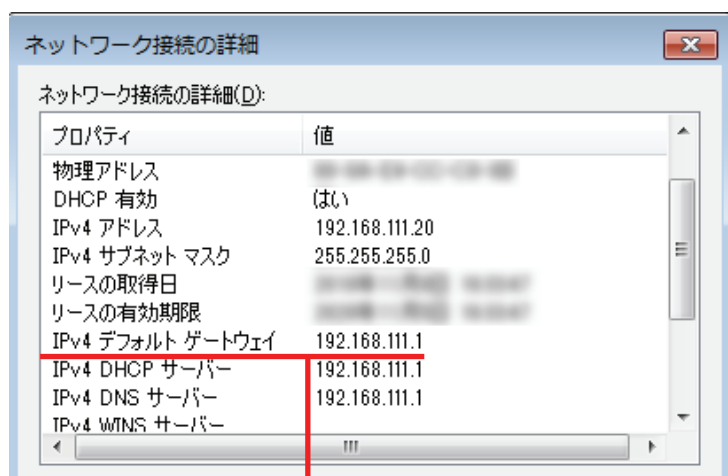 ネットワーク接続の詳細
ネットワーク接続の詳細(D):
プロパティ 値
物理アドレス
DHCP 有効 はい
IPv4 アドレス 192.168.111.20
IPv4 サブネット マスク 255.255.255.0
リースの取得日
リースの有効期限
IPv4 デフォルト ゲートウェイ 192.168.111.1
IPv4 DHCP サーバー 192.168.111.1
IPv4 DNS サーバー 192.168.111.1
IPv4 WINS サーバー